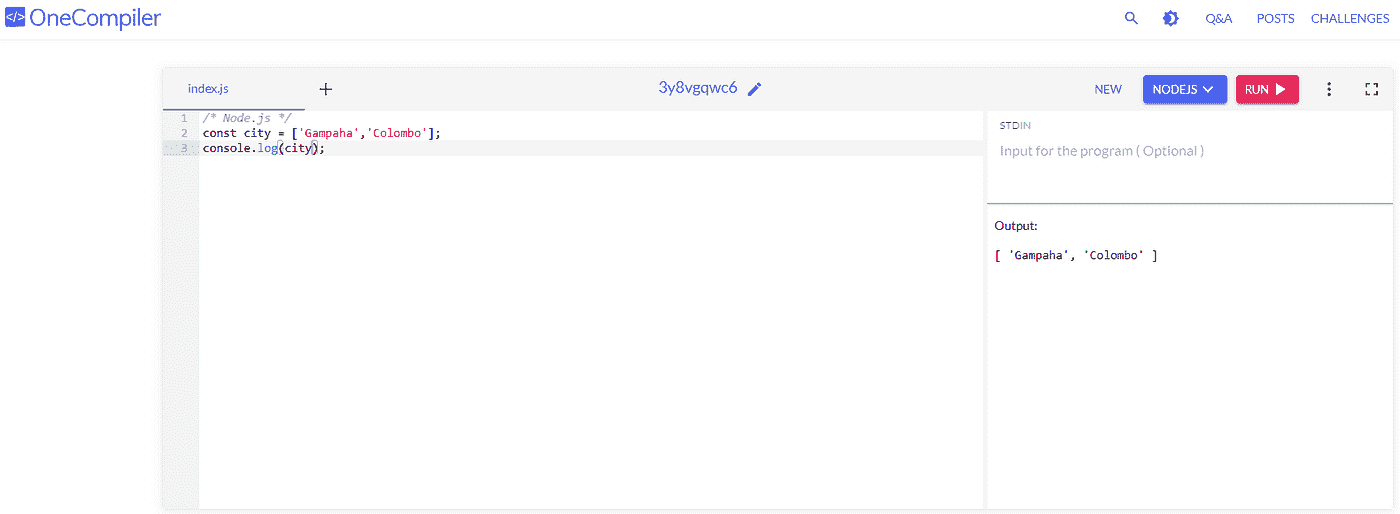 </> OneCompiler
Q&A POSTS CHALLENGES
index.js + 3y8vgqwc6 NEW NODEJS RUN
1 /* Node.js */
2 const city = ['Gampaha','Colombo'];
3 console.log(city);
STDIN
Input for the program ( Optional )
Output:
[ 'Gampaha', 'Colombo' ]